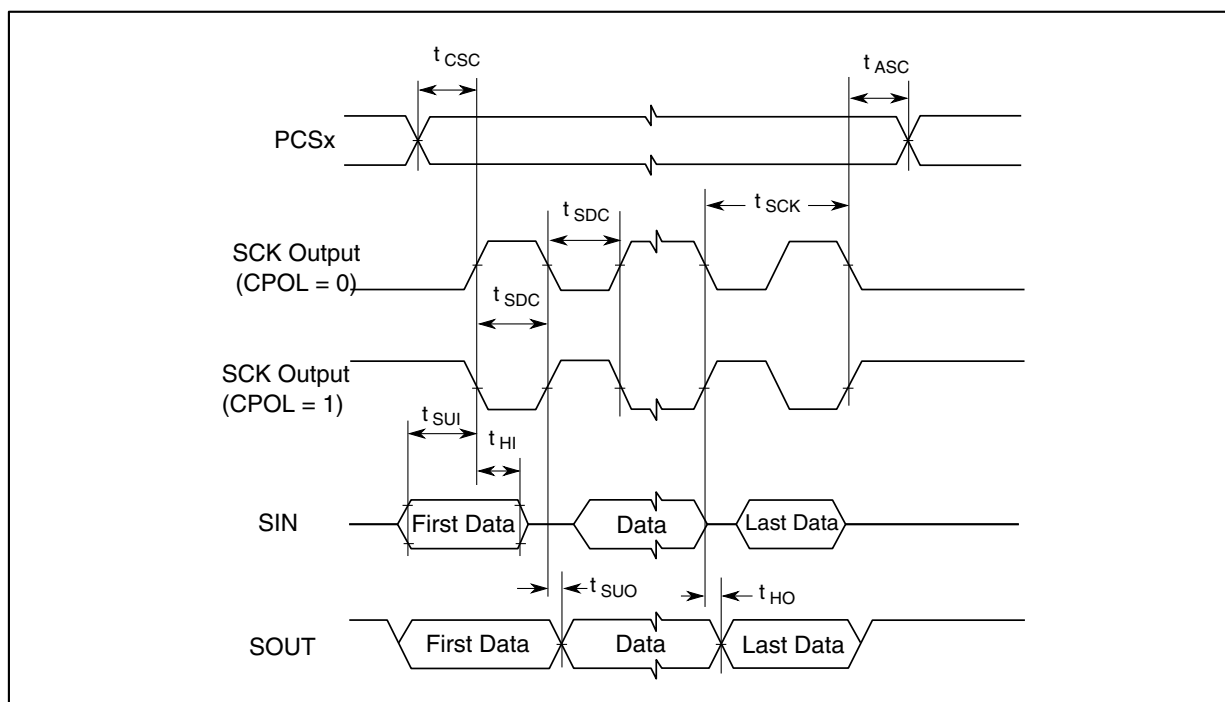 t CSC
t ASC
PCSx
t SDC
t SCK
SCK Output
(CPOL = 0)
t SDC
SCK Output
(CPOL = 1)
t SUI
t HI
SIN
First Data
Data
Last Data
t SUO
t HO
SOUT
First Data
Data
Last Data